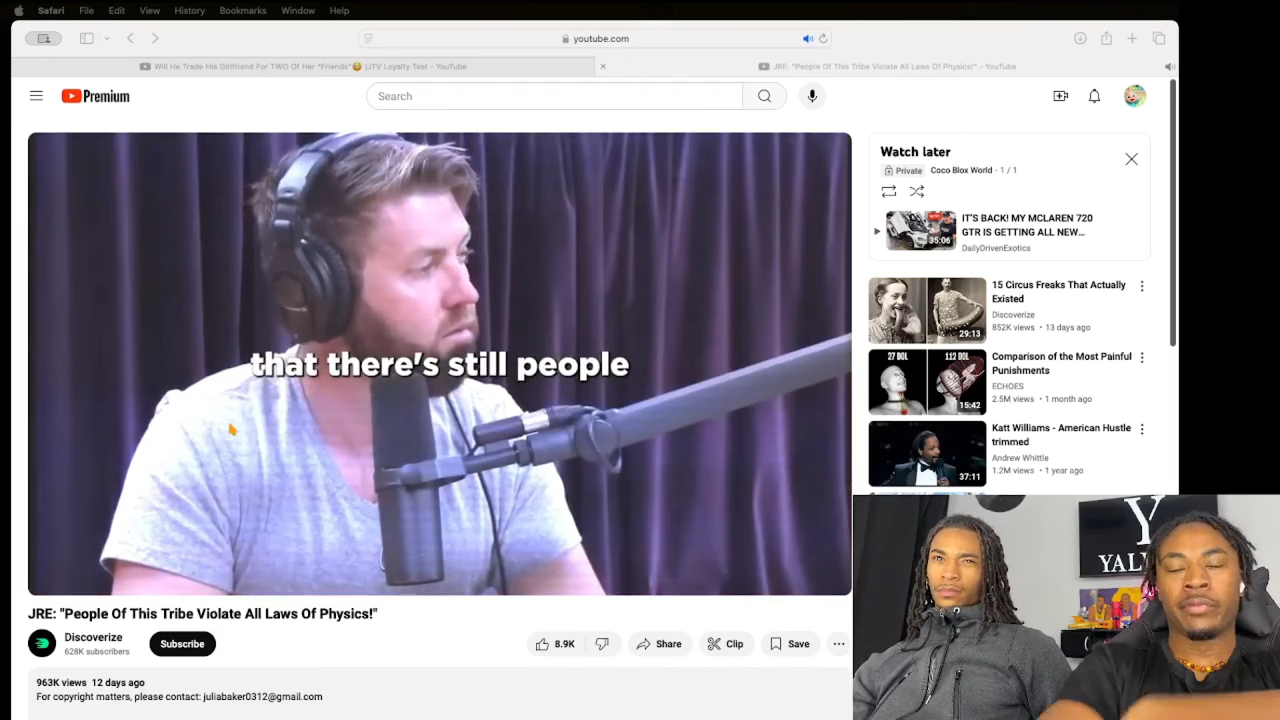 Safari File Edit View History Bookmarks Window Help
youtube.com
Will He Trade His Girlfriend For TWO Of Her "Friends"😳 |JTV Loyalty Test - YouTube
JRE: "People Of This Tribe Violate All Laws Of Physics!" - YouTube
Premium
Search
that there's still people
JRE: "People Of This Tribe Violate All Laws Of Physics!"
Discoverize
628K subscribers
Subscribe
8.9K
Share
Clip
Save
963K views 12 days ago
For copyright matters, please contact: juliabaker0312@gmail.com
Watch later
Private Coco Blox World - 1 / 1
35:06
IT'S BACK! MY MCLAREN 720
GTR IS GETTING ALL NEW...
DailyDrivenExotics
29:13
15 Circus Freaks That Actually
Existed
Discoverize
852K views • 13 days ago
27 DOL
112 DOL
15:42
Comparison of the Most Painful
Punishments
ECHOES
2.5M views • 1 month ago
37:11
Katt Williams - American Hustle
trimmed
Andrew Whittle
1.2M views • 1 year ago
Y